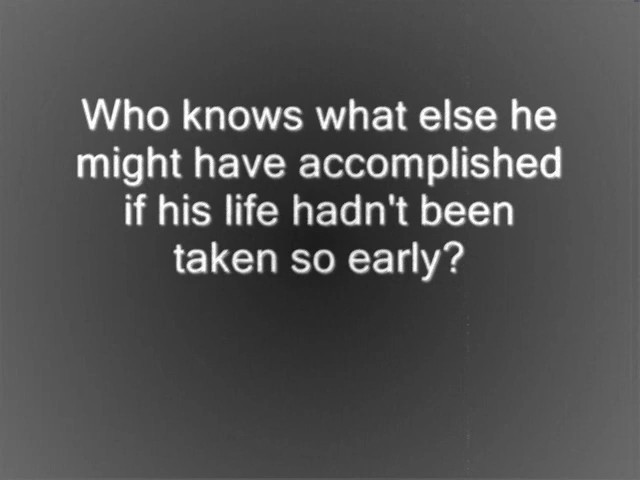 Who knows what else he
might have accomplished
if his life hadn't been
taken so early?